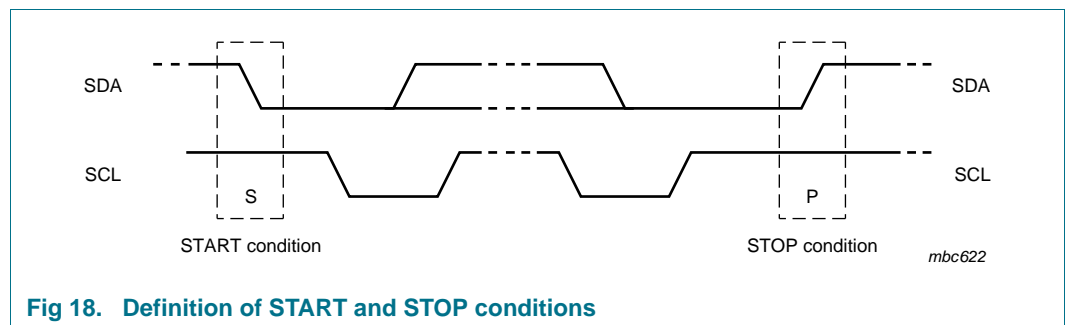 SDA SDA
SCL SCL
S P
START condition STOP condition
mbc622
Fig 18. Definition of START and STOP conditions